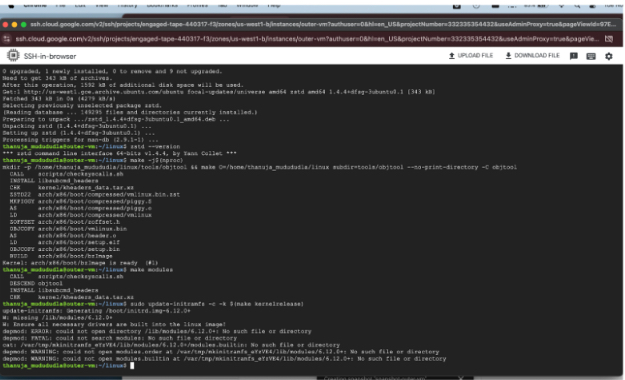 ssh.cloud.google.com/v2/ssh/projects/engaged-tape-440317-f3/zones/us-west1-b/instances/outer-vm?authuser=0&hl=en_US&projectNumber=332335354432&useAdminProxy=true&pageView
ssh.cloud.google.com/v2/ssh/projects/engaged-tape-440317-f3/zones/us-west1-b/instances/outer-vm?authuser=0&hl=en_US&projectNumber=332335354432&useAdminProxy=true&pageVie...
SSH-in-browser
UPLOAD FILE
DOWNLOAD FILE
0 upgraded, 1 newly installed, 0 to remove and 9 not upgraded.
Need to get 343 kB of archives.
After this operation, 1592 kB of additional disk space will be used.
Get:1 http://us-west1.gce.archive.ubuntu.com/ubuntu focal-updates/universe amd64 zstd amd64 1.4.4+dfsg-3ubuntu0.1 [343 kB]
Fetched 343 kB in 0s (4279 kB/s)
Selecting previously unselected package zstd.
(Reading database ... files and directories currently installed.)
Preparing to unpack .../zstd_1.4.4+dfsg-3ubuntu0.1_amd64.deb ...
Unpacking zstd (1.4.4+dfsg-3ubuntu0.1) ...
Setting up zstd (1.4.4+dfsg-3ubuntu0.1) ...
Processing triggers for man-db (2.9.1-1) ...
thanuja_mudududla@outer-vm:~/linux$ zstd --version
*** zstd command line interface 64-bits v1.4.4, by Yann Collet ***
thanuja_mudududla@outer-vm:~/linux$ make -j$(nproc)
mkdir -p /home/thanuja_mudududla/linux/tools/objtool && make O=/home/thanuja_mudududla/linux subdir=tools/objtool --no-print-directory -C objtool
CALL scripts/checksyscalls.sh
INSTALL libsubcmd_headers
CHK kernel/kheaders_data.tar.xz
ZSTD22 arch/x86/boot/compressed/vmlinux.bin.zst
MKPIGGY arch/x86/boot/compressed/piggy.S
AS arch/x86/boot/compressed/piggy.o
LD arch/x86/boot/compressed/vmlinux
ZOFFSET arch/x86/boot/zoffset.h
OBJCOPY arch/x86/boot/vmlinux.bin
AS arch/x86/boot/header.o
LD arch/x86/boot/setup.elf
OBJCOPY arch/x86/boot/setup.bin
BUILD arch/x86/boot/bzImage
Kernel: arch/x86/boot/bzImage is ready (#1)
thanuja_mudududla@outer-vm:~/linux$ make modules
CALL scripts/checksyscalls.sh
DESCEND objtool
INSTALL libsubcmd_headers
CHK kernel/kheaders_data.tar.xz
thanuja_mudududla@outer-vm:~/linux$ sudo update-initramfs -c -k $(make kernelrelease)
update-initramfs: Generating /boot/initrd.img-6.12.0+
W: missing /lib/modules/6.12.0+
W: Ensure all necessary drivers are built into the linux image!
depmod: ERROR: could not open directory /lib/modules/6.12.0+: No such file or directory
depmod: FATAL: could not search modules: No such file or directory
cat: /var/tmp/mkinitramfs_eYzVE4/lib/modules/6.12.0+/modules.builtin: No such file or directory
depmod: WARNING: could not open modules.order at /var/tmp/mkinitramfs_eYzVE4/lib/modules/6.12.0+: No such file or directory
depmod: WARNING: could not open modules.builtin at /var/tmp/mkinitramfs_eYzVE4/lib/modules/6.12.0+: No such file or directory
thanuja_mudududla@outer-vm:~/linux$